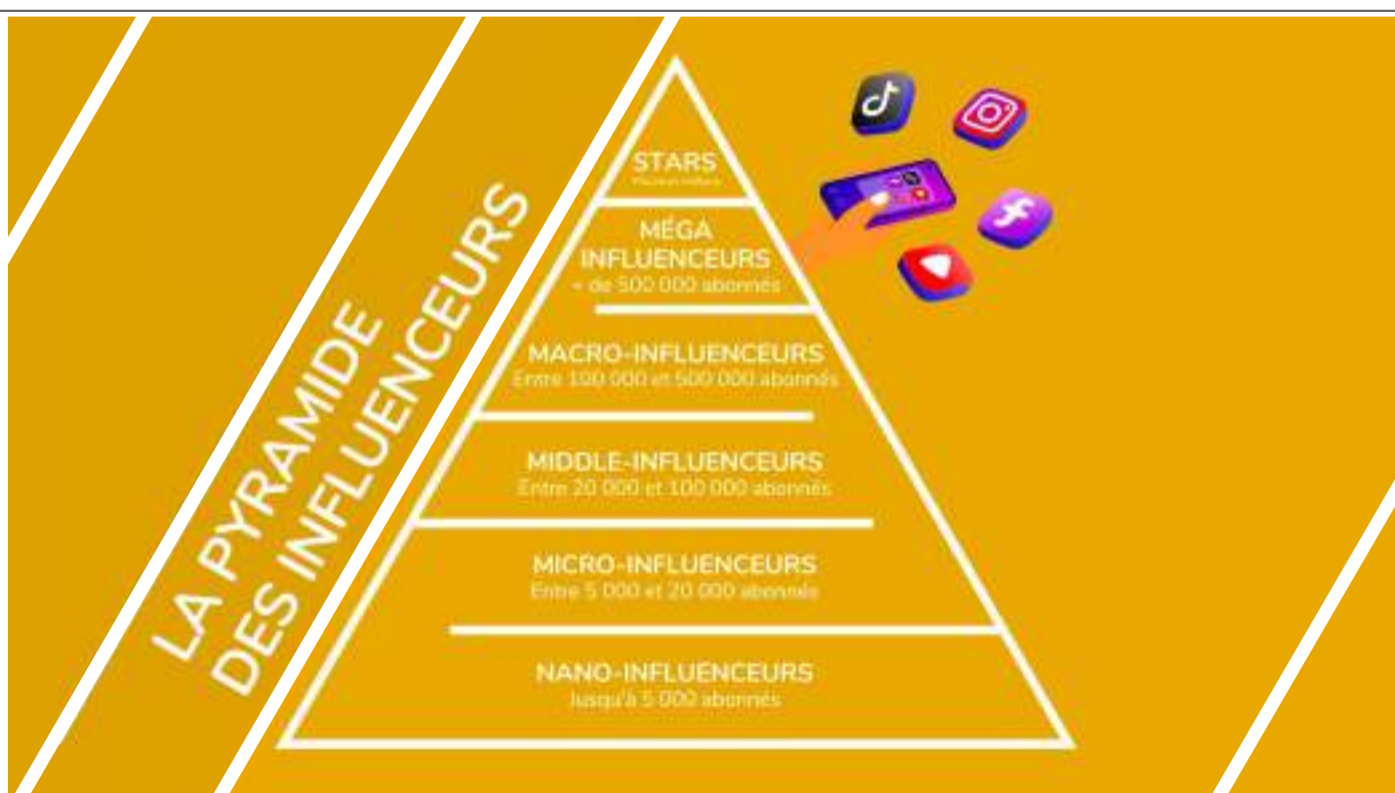 LA PYRAMIDE
DES INFLUENCEURS
STARS
MÉGA
INFLUENCEURS
+ de 500 000 abonnés
MACRO-INFLUENCEURS
Entre 100 000 et 500 000 abonnés
MIDDLE-INFLUENCEURS
Entre 20 000 et 100 000 abonnés
MICRO-INFLUENCEURS
Entre 5 000 et 20 000 abonnés
NANO-INFLUENCEURS
Jusqu'à 5 000 abonnés